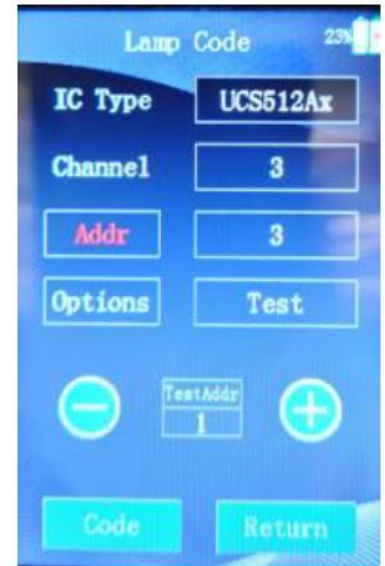 Lamp Code 23%
IC Type UCS512Ax
Channel 3
Addr 3
Options Test
TestAddr
1
Code Return